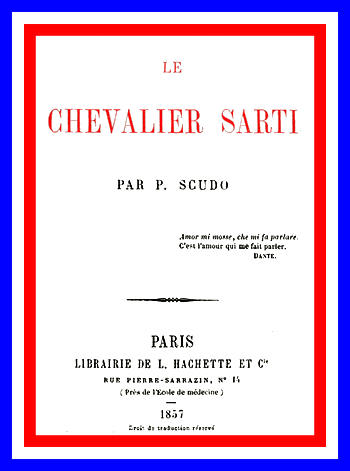 LE
CHEVALIER SARTI
PAR P. SCUDO
Amor mi mosse, che mi fa parlare.
C'est l'amour qui me fait parler.
DANTE.
PARIS
LIBRAIRIE DE L. HACHETTE ET Cie
RUE PIERRE-SARRAZIN, No 14
(Près de l'École de médecine)
1857
Droit de traduction réservé